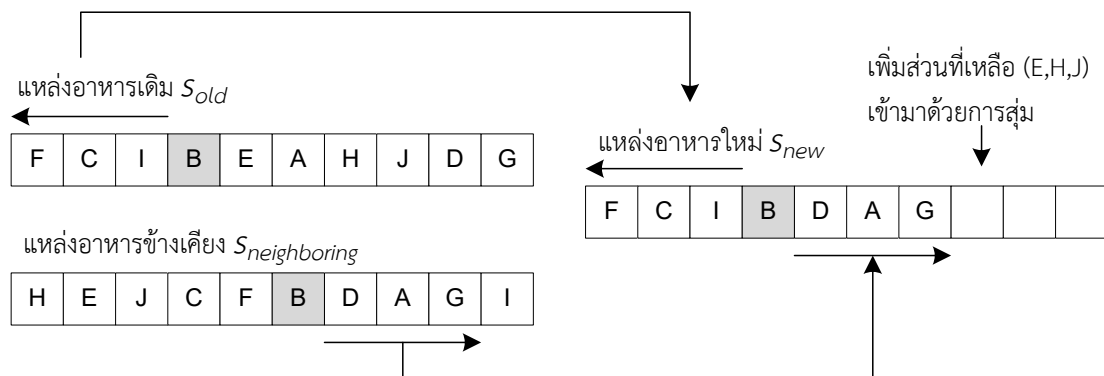 แหล่งอาหารเดิม S_old
F C I B E A H J D G
แหล่งอาหารข้างเคียง S_neighboring
H E J C F B D A G I
เพิ่มส่วนที่เหลือ (E,H,J)
เข้ามาด้วยการสุ่ม
แหล่งอาหารใหม่ S_new
F C I B D A G